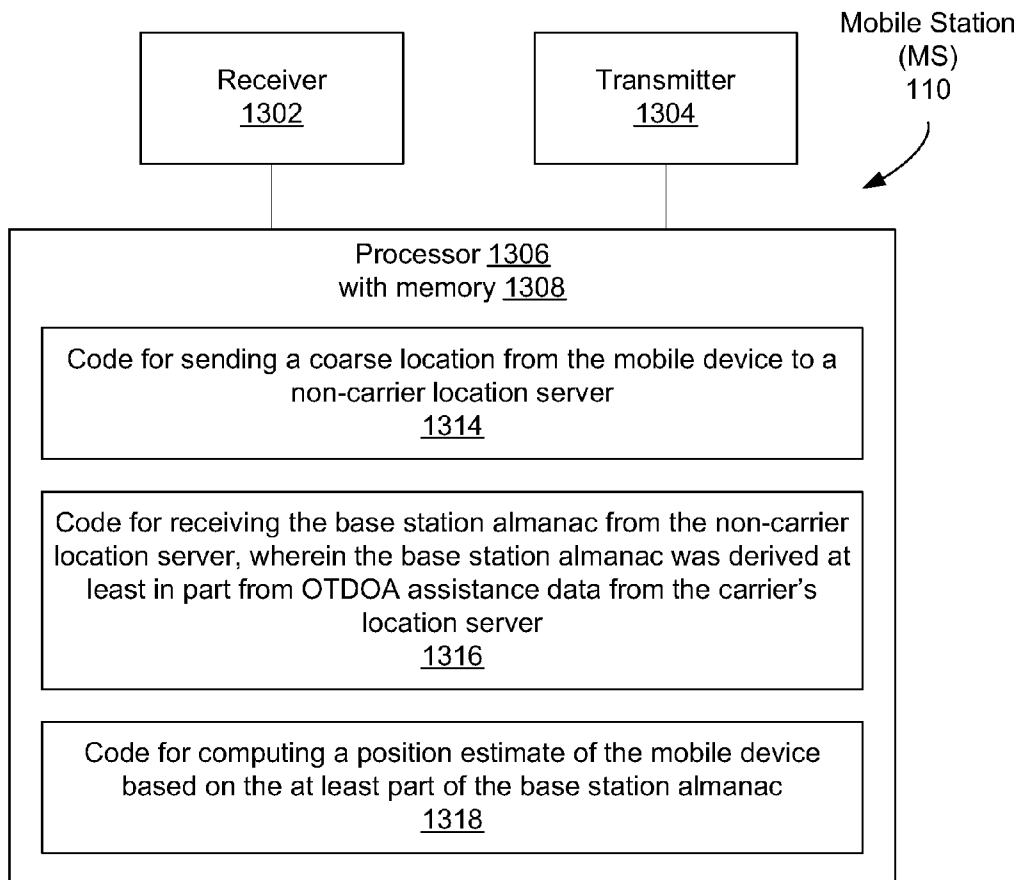 Mobile Station
(MS)
110
Receiver
1302
Transmitter
1304
Processor 1306
with memory 1308
Code for sending a coarse location from the mobile device to a
non-carrier location server
1314
Code for receiving the base station almanac from the non-carrier
location server, wherein the base station almanac was derived at
least in part from OTDOA assistance data from the carrier's
location server
1316
Code for computing a position estimate of the mobile device
based on the at least part of the base station almanac
1318